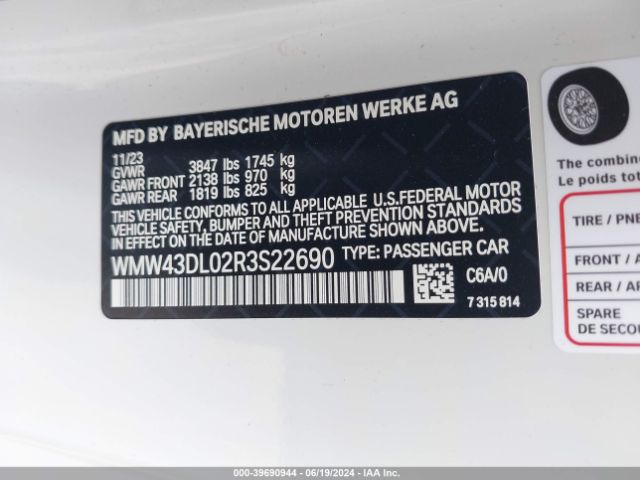 MFD BY BAYERISCHE MOTOREN WERKE AG
11/23
GVWR 3847 lbs 1745 kg
GAWR FRONT 2138 lbs 970 kg
GAWR REAR 1819 lbs 825 kg
THIS VEHICLE CONFORMS TO ALL APPLICABLE U.S.FEDERAL MOTOR
VEHICLE SAFETY, BUMPER AND THEFT PREVENTION STANDARDS
IN EFFECT ON THE DATE OF MANUFACTURE SHOWN ABOVE.
WMW43DL02R3S22690 TYPE: PASSENGER CAR
C6A/0
7 315 814
The combine
Le poids tot
TIRE / PNE
FRONT / A
REAR / AR
SPARE
DE SECOU
000-39690944 - 06/19/2024 - IAA Inc.